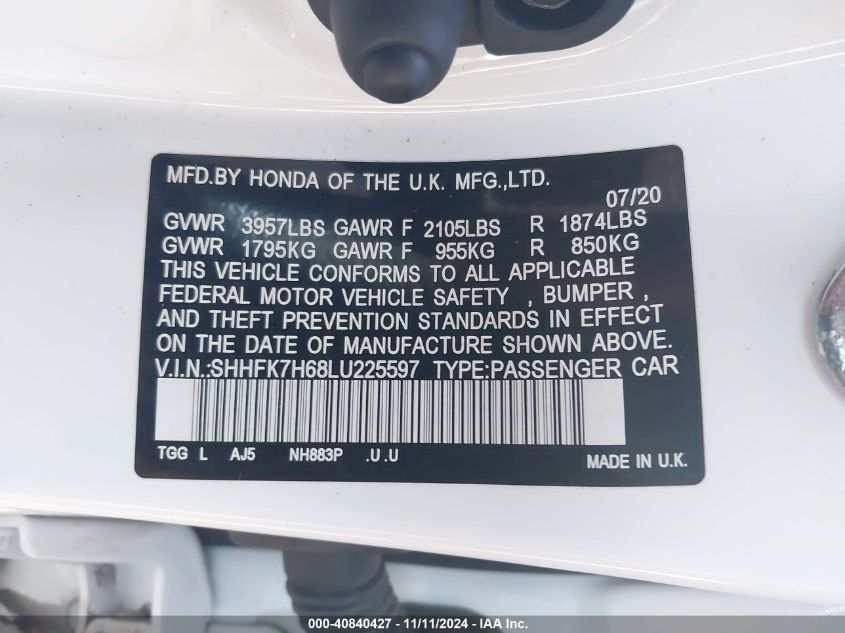 MFD.BY HONDA OF THE U.K. MFG.,LTD.
07/20
GVWR 3957LBS GAWR F 2105LBS R 1874LBS
GVWR 1795KG GAWR F 955KG R 850KG
THIS VEHICLE CONFORMS TO ALL APPLICABLE
FEDERAL MOTOR VEHICLE SAFETY , BUMPER ,
AND THEFT PREVENTION STANDARDS IN EFFECT
ON THE DATE OF MANUFACTURE SHOWN ABOVE.
V.I.N.:SHHFK7H68LU225597 TYPE:PASSENGER CAR
TGG L AJ5 NH883P .U .U
MADE IN U.K.
000-40840427 - 11/11/2024 - IAA Inc.